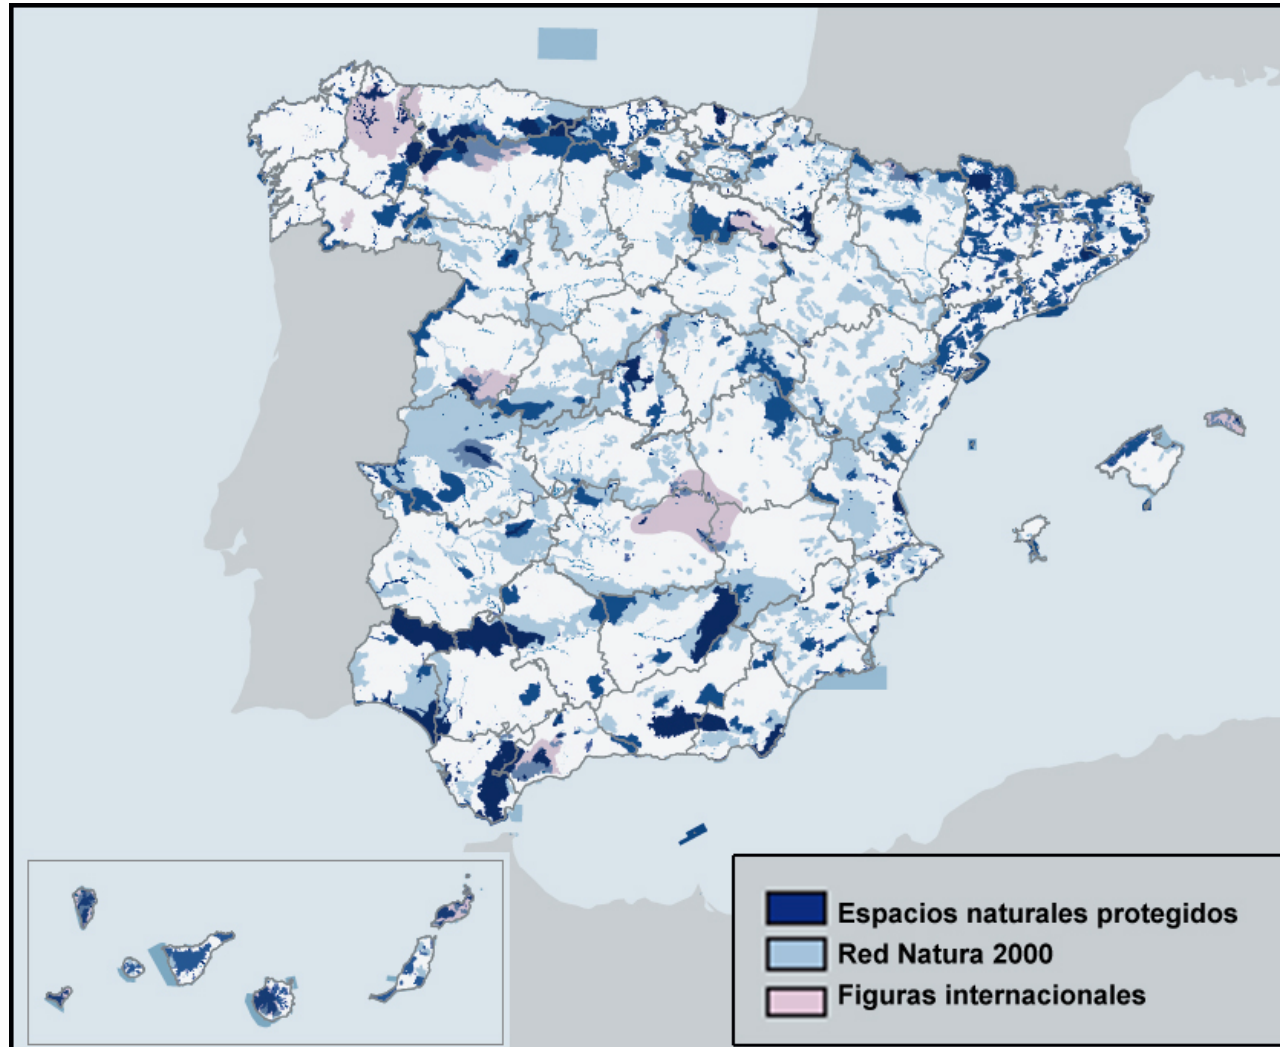 Espacios naturales protegidos
Red Natura 2000
Figuras internacionales